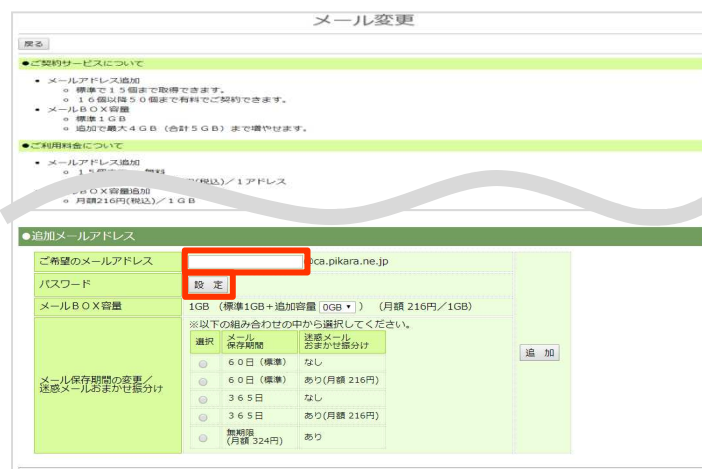 メール変更
戻る
●ご契約サービスについて
• メールアドレス追加
◦ 標準で15個まで取得できます。
◦ 16個以降50個まで有料でご契約できます。
• メールBOX容量
◦ 標準1GB
◦ 追加で最大4GB（合計5GB）まで増やせます。
●ご利用料金について
• メールアドレス追加
◦ 15
無料
(税込)／1アドレス
BOX容量追加
◦ 月額216円(税込)／1GB
●追加メールアドレス
ご希望のメールアドレス @ca.pikara.ne.jp
パスワード 設 定
メールBOX容量 1GB （標準1GB＋追加容量 0GB ▼ ） （月額 216円／1GB）
※以下の組み合わせの中から選択してください。
選択 メール保存期間 迷惑メールおまかせ振分け
60日（標準） なし
60日（標準） あり(月額 216円)
メール保存期間の変更／
迷惑メールおまかせ振分け
365日 なし
365日 あり(月額 216円)
無期限(月額 324円) あり
追 加